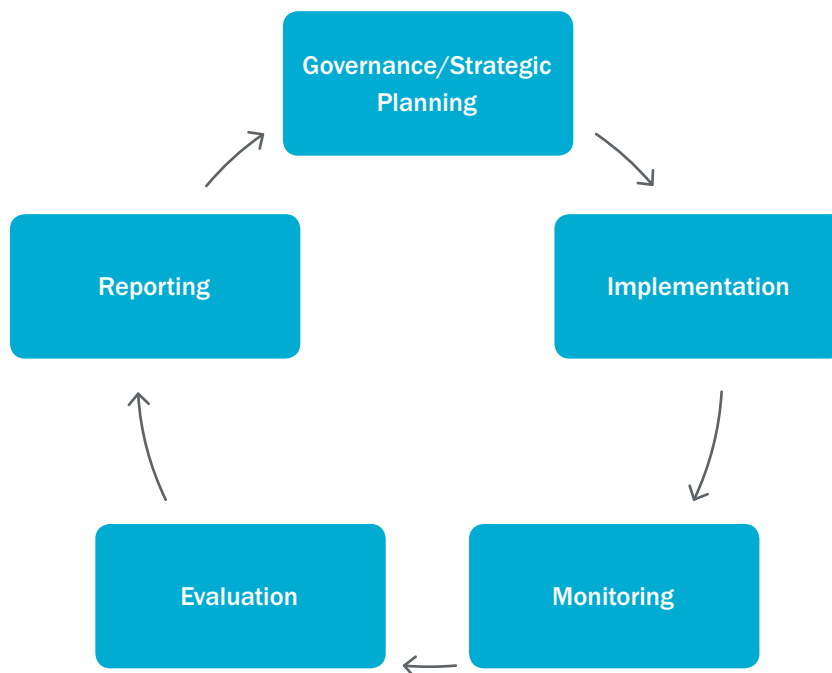 Governance/Strategic
Planning
Reporting
Implementation
Evaluation
Monitoring